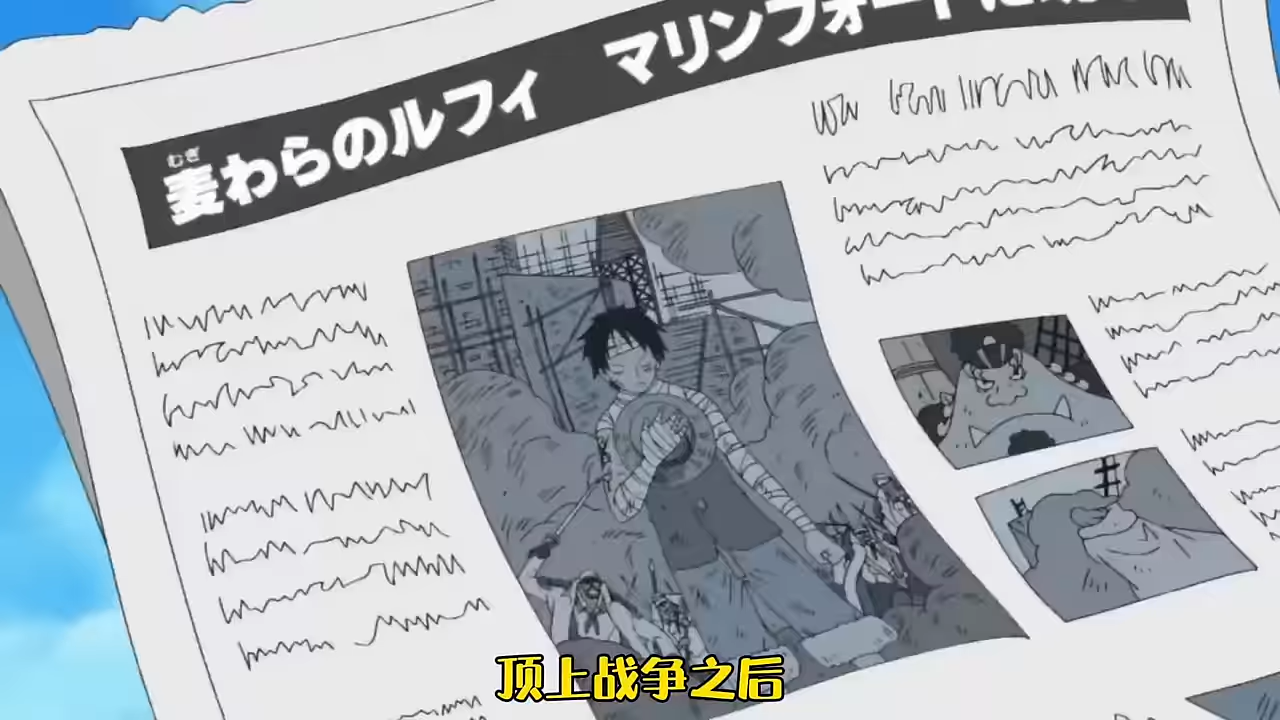 むぎ
麦わらのルフィ マリンフォードに
顶上战争之后